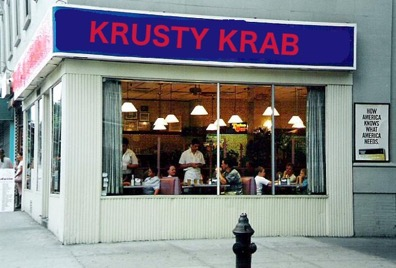 KRUSTY KRAB
HOW
AMERICA
KNOWS
WHAT
AMERICA
NEEDS.